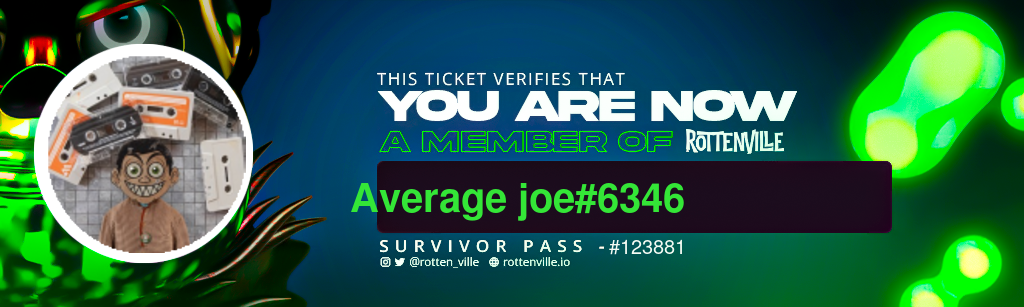 THIS TICKET VERIFIES THAT
YOU ARE NOW
A MEMBER OF ROTTENVILLE
Average joe#6346
SURVIVOR PASS - #123881
@rotten_ville rottenville.io